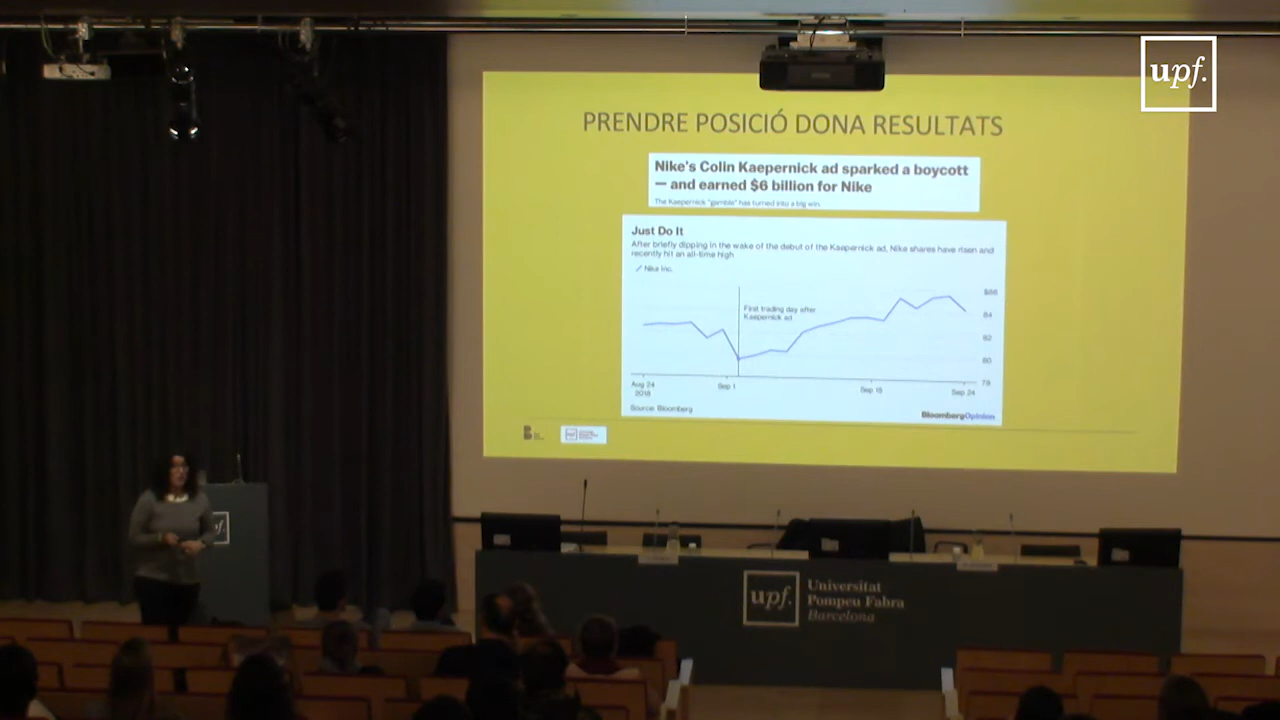 upf.
PRENDRE POSICIÓ DONA RESULTATS
Nike's Colin Kaepernick ad sparked a boycott
— and earned $6 billion for Nike
The Kaepernick "gamble" has turned into a big win.
Just Do It
After briefly dipping in the wake of the debut of the Kaepernick ad, Nike shares have risen and
recently hit an all-time high
Nike Inc.
First trading day after
Kaepernick ad
$86
84
82
80
78
Aug 24
2018
Sep 1
Sep 15
Sep 24
Source: Bloomberg
BloombergOpinion
upf.
upf.
Universitat
Pompeu Fabra
Barcelona